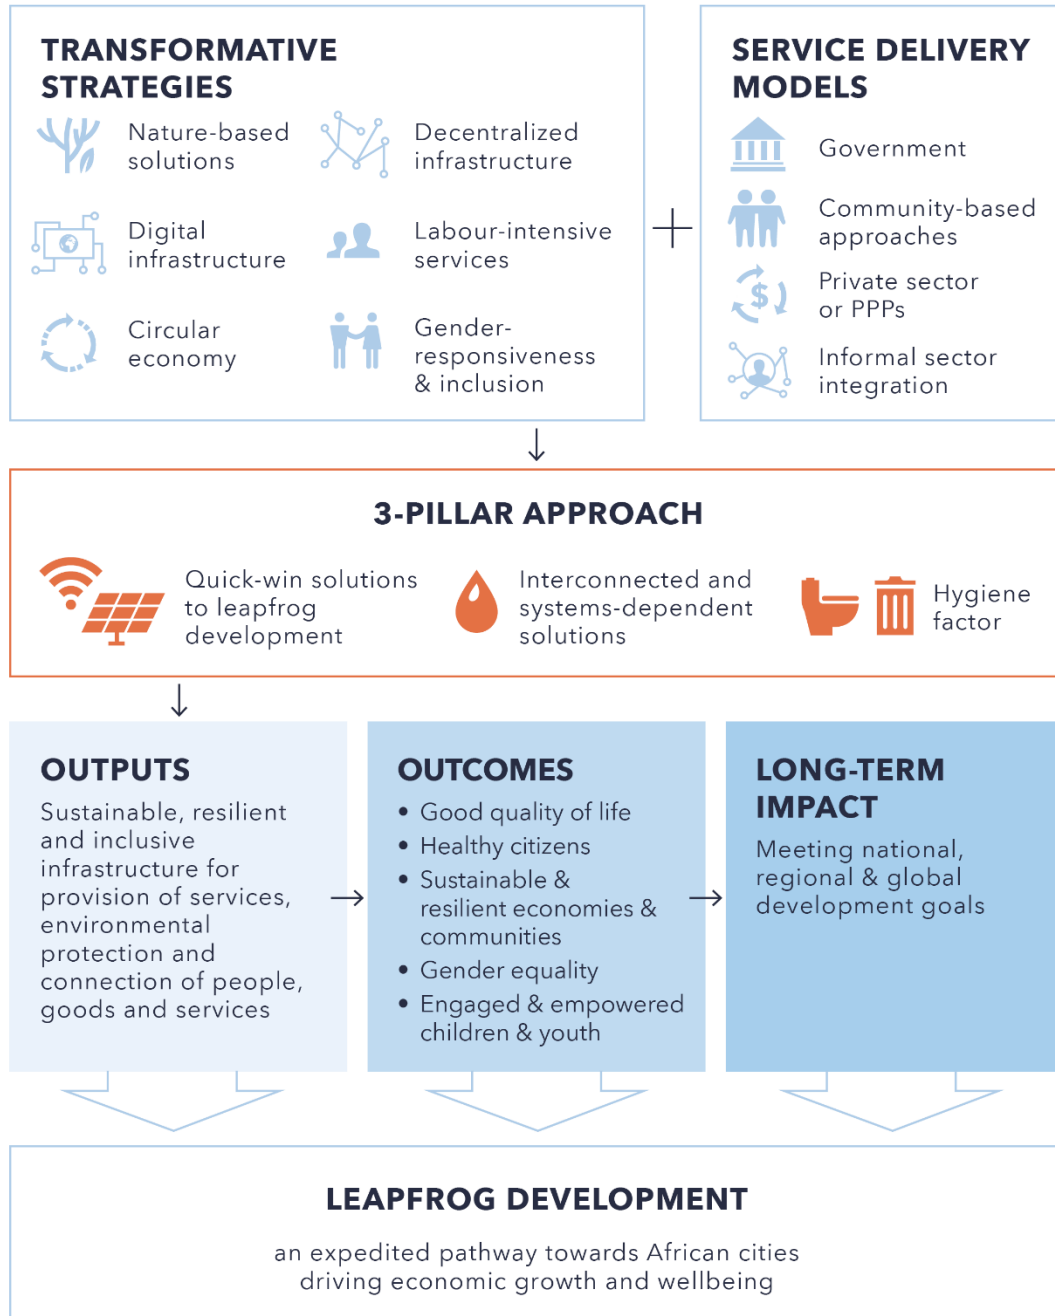 TRANSFORMATIVE
STRATEGIES
Nature-based
solutions
Decentralized
infrastructure
Digital
infrastructure
Labour-intensive
services
Circular
economy
Gender-
responsiveness
& inclusion
+
SERVICE DELIVERY
MODELS
Government
Community-based
approaches
$
Private sector
or PPPs
Informal sector
integration
3-PILLAR APPROACH
Quick-win solutions
to leapfrog
development
Interconnected and
systems-dependent
solutions
Hygiene
factor
OUTPUTS
Sustainable, resilient
and inclusive
infrastructure for
provision of services,
environmental
protection and
connection of people,
goods and services
OUTCOMES
• Good quality of life
• Healthy citizens
• Sustainable &
resilient economies &
communities
• Gender equality
• Engaged & empowered
children & youth
LONG-TERM
IMPACT
Meeting national,
regional & global
development goals
LEAPFROG DEVELOPMENT
an expedited pathway towards African cities
driving economic growth and wellbeing